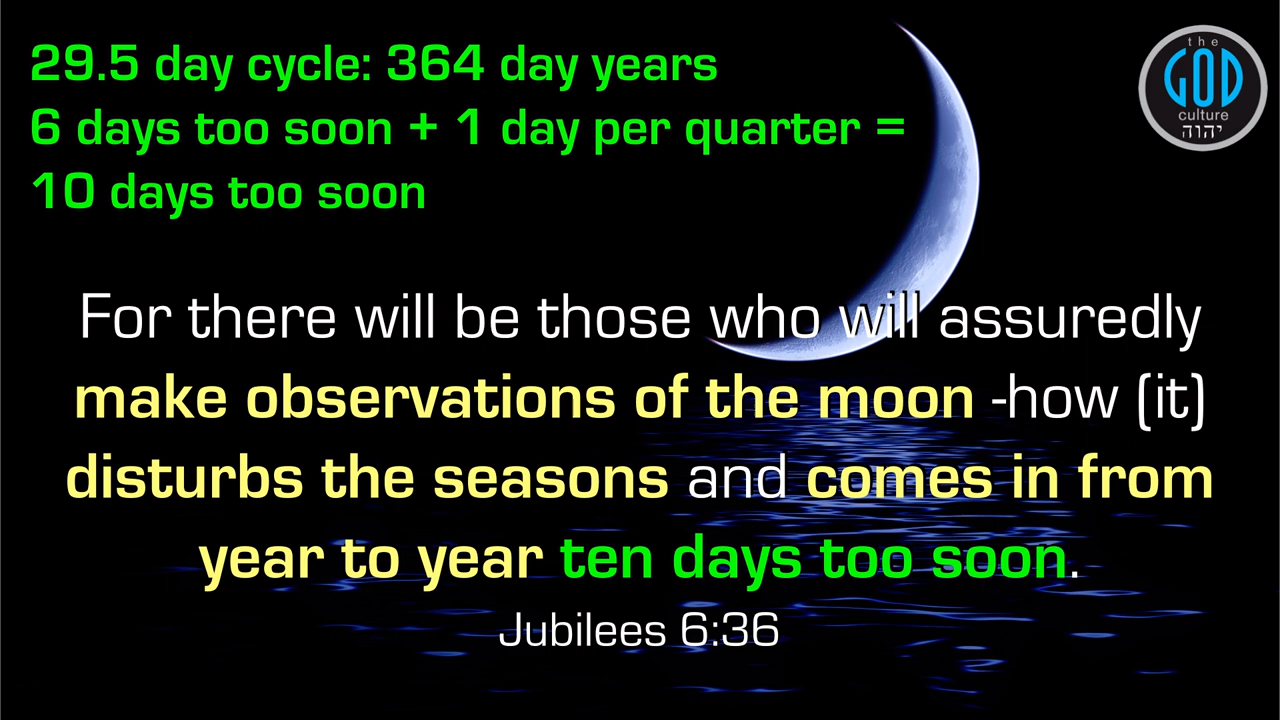 29.5 day cycle: 364 day years
6 days too soon + 1 day per quarter =
10 days too soon
the
GOD
culture
יהוה
For there will be those who will assuredly
make observations of the moon -how (it)
disturbs the seasons and comes in from
year to year ten days too soon.
Jubilees 6:36